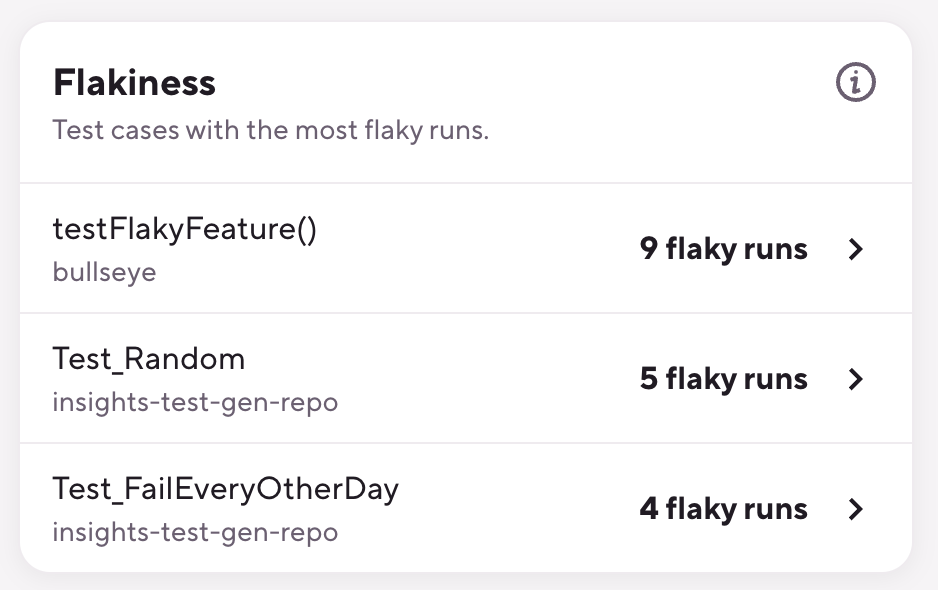 Flakiness
Test cases with the most flaky runs.
testFlakyFeature()
bullseye
9 flaky runs
Test_Random
insights-test-gen-repo
5 flaky runs
Test_FailEveryOtherDay
insights-test-gen-repo
4 flaky runs